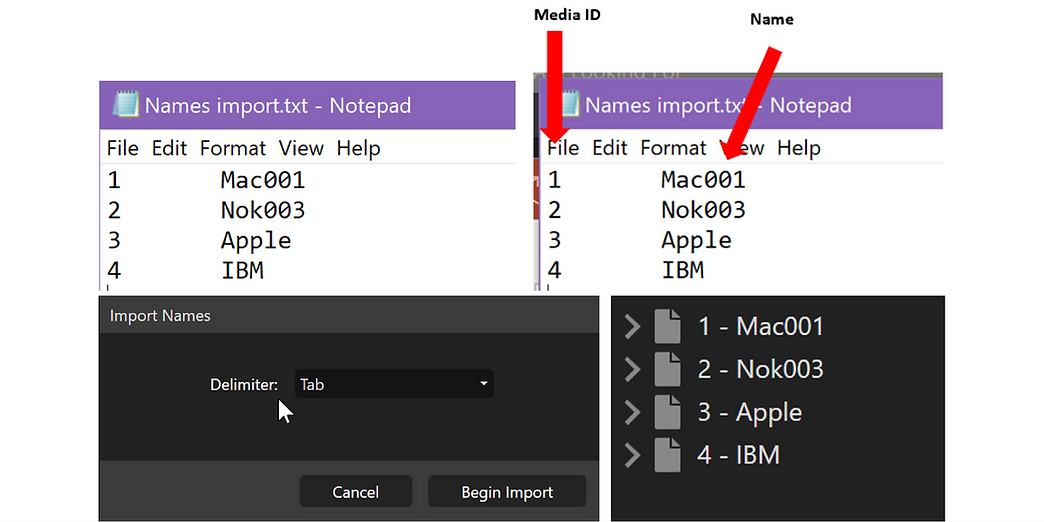 Media ID
Name
Names import.txt - Notepad
File Edit Format View Help
1 Mac001
2 Nok003
3 Apple
4 IBM
Names import.txt - Notepad
File Edit Format View Help
1 Mac001
2 Nok003
3 Apple
4 IBM
Import Names
Delimiter: Tab
Cancel Begin Import
1 - Mac001
2 - Nok003
3 - Apple
4 - IBM